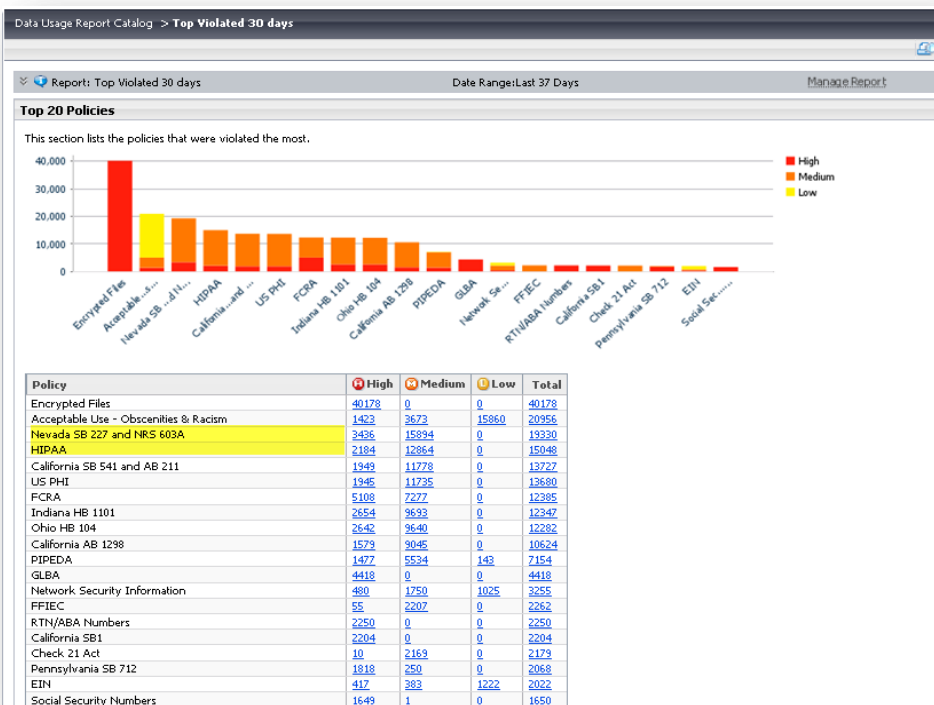 Data Usage Report Catalog > Top Violated 30 days
Report: Top Violated 30 days Date Range:Last 37 Days Manage Report
Top 20 Policies
This section lists the policies that were violated the most.
40,000
30,000
20,000
10,000
0
High
Medium
Low
Encrypted Files
Acceptable...s...
Nevada SB ...d N...
HIPAA
California...and ...
US PHI
FCRA
Indiana HB 1101
Ohio HB 104
California AB 1298
PIPEDA
GLBA
Network Se...
FFIEC
RTN/ABA Numbers
California SB1
Check 21 Act
Pennsylvania SB 712
EIN
Social Sec......
Policy H High M Medium L Low Total
Encrypted Files 40178 0 0 40178
Acceptable Use - Obscenities & Racism 1423 3673 15860 20956
Nevada SB 227 and NRS 603A 3436 15894 0 19330
HIPAA 2184 12864 0 15048
California SB 541 and AB 211 1949 11778 0 13727
US PHI 1945 11735 0 13680
FCRA 5108 7277 0 12385
Indiana HB 1101 2654 9693 0 12347
Ohio HB 104 2642 9640 0 12282
California AB 1298 1579 9045 0 10624
PIPEDA 1477 5534 143 7154
GLBA 4418 0 0 4418
Network Security Information 480 1750 1025 3255
FFIEC 55 2207 0 2262
RTN/ABA Numbers 2250 0 0 2250
California SB1 2204 0 0 2204
Check 21 Act 10 2169 0 2179
Pennsylvania SB 712 1818 250 0 2068
EIN 417 383 1222 2022
Social Security Numbers 1649 1 0 1650